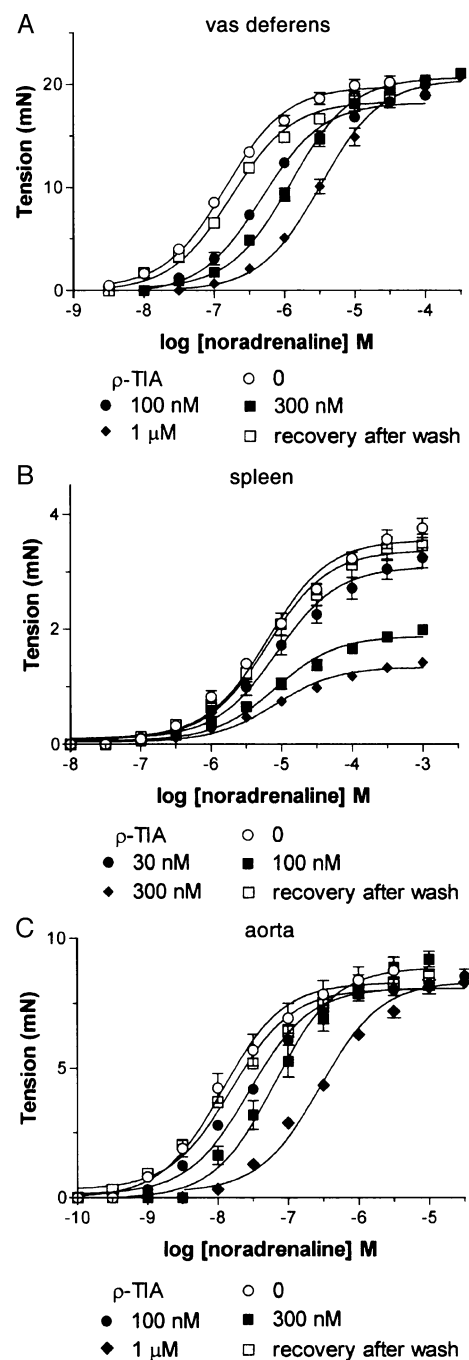 A
vas deferens
20
10
0
Tension (mN)
-9 -8 -7 -6 -5 -4 -3
log [noradrenaline] M
ρ-TIA ○ 0
● 100 nM ■ 300 nM
◆ 1 μM □ recovery after wash
B
spleen
4
2
0
Tension (mN)
-8 -7 -6 -5 -4 -3
log [noradrenaline] M
ρ-TIA ○ 0
● 30 nM ■ 100 nM
◆ 300 nM □ recovery after wash
C
aorta
10
5
0
Tension (mN)
-10 -9 -8 -7 -6 -5
log [noradrenaline] M
ρ-TIA ○ 0
● 100 nM ■ 300 nM
◆ 1 μM □ recovery after wash